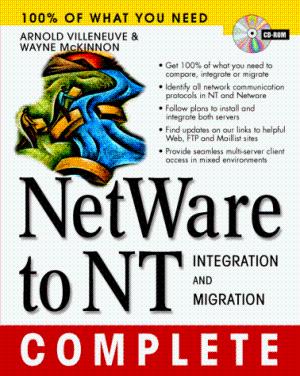 100% OF WHAT YOU NEED
CD-ROM
ARNOLD VILLENEUVE &
WAYNE McKINNON
• Get 100% of what you need to
compare, integrate or migrate
• Identify all network communication
protocols in NT and Netware
• Follow plans to install and
integrate both servers
• Find updates on our links to helpful
Web, FTP and Maillist sites
• Provide seamless multi-server client
access in mixed environments
NetWare
to NT
INTEGRATION
AND
MIGRATION
COMPLETE